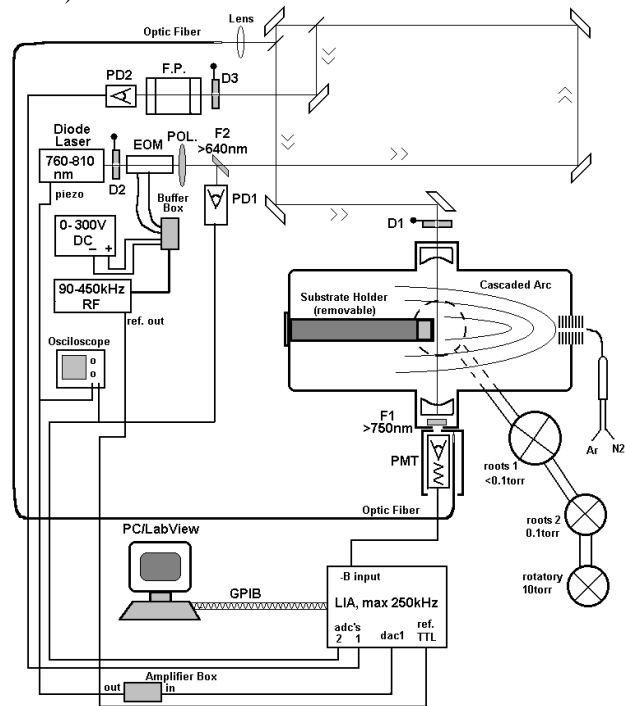 Optic Fiber
Lens
PD2
F.P.
D3
Diode
Laser
760-810
nm
piezo
D2
EOM
POL.
F2
>640nm
PD1
Buffer
Box
0-300V
DC
− +
90-450kHz
RF
ref. out
Osciloscope
>>
>>
>>
>>
>>
D1
Substrate Holder
(removable)
Cascaded Arc
F1
>750nm
PMT
Ar
N2
roots 1
<0.1torr
roots 2
0.1torr
rotatory
10torr
Optic Fiber
PC/LabView
GPIB
-B input
LIA, max 250kHz
adc's
2 1
dac1
ref.
TTL
Amplifier Box
out
in